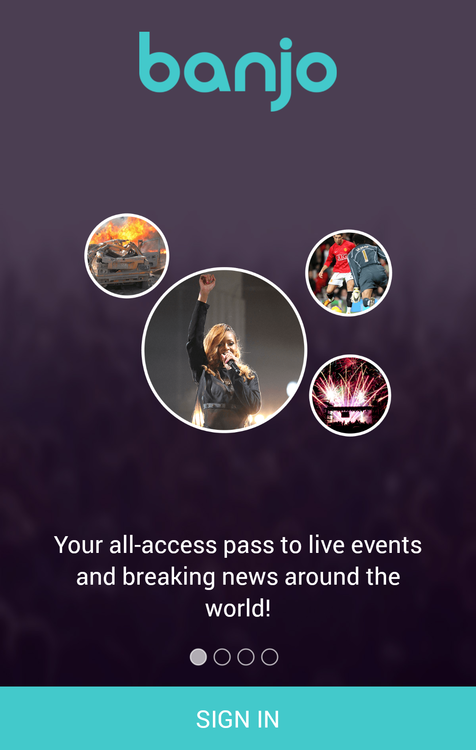 banjo
Your all-access pass to live events
and breaking news around the
world!
SIGN IN